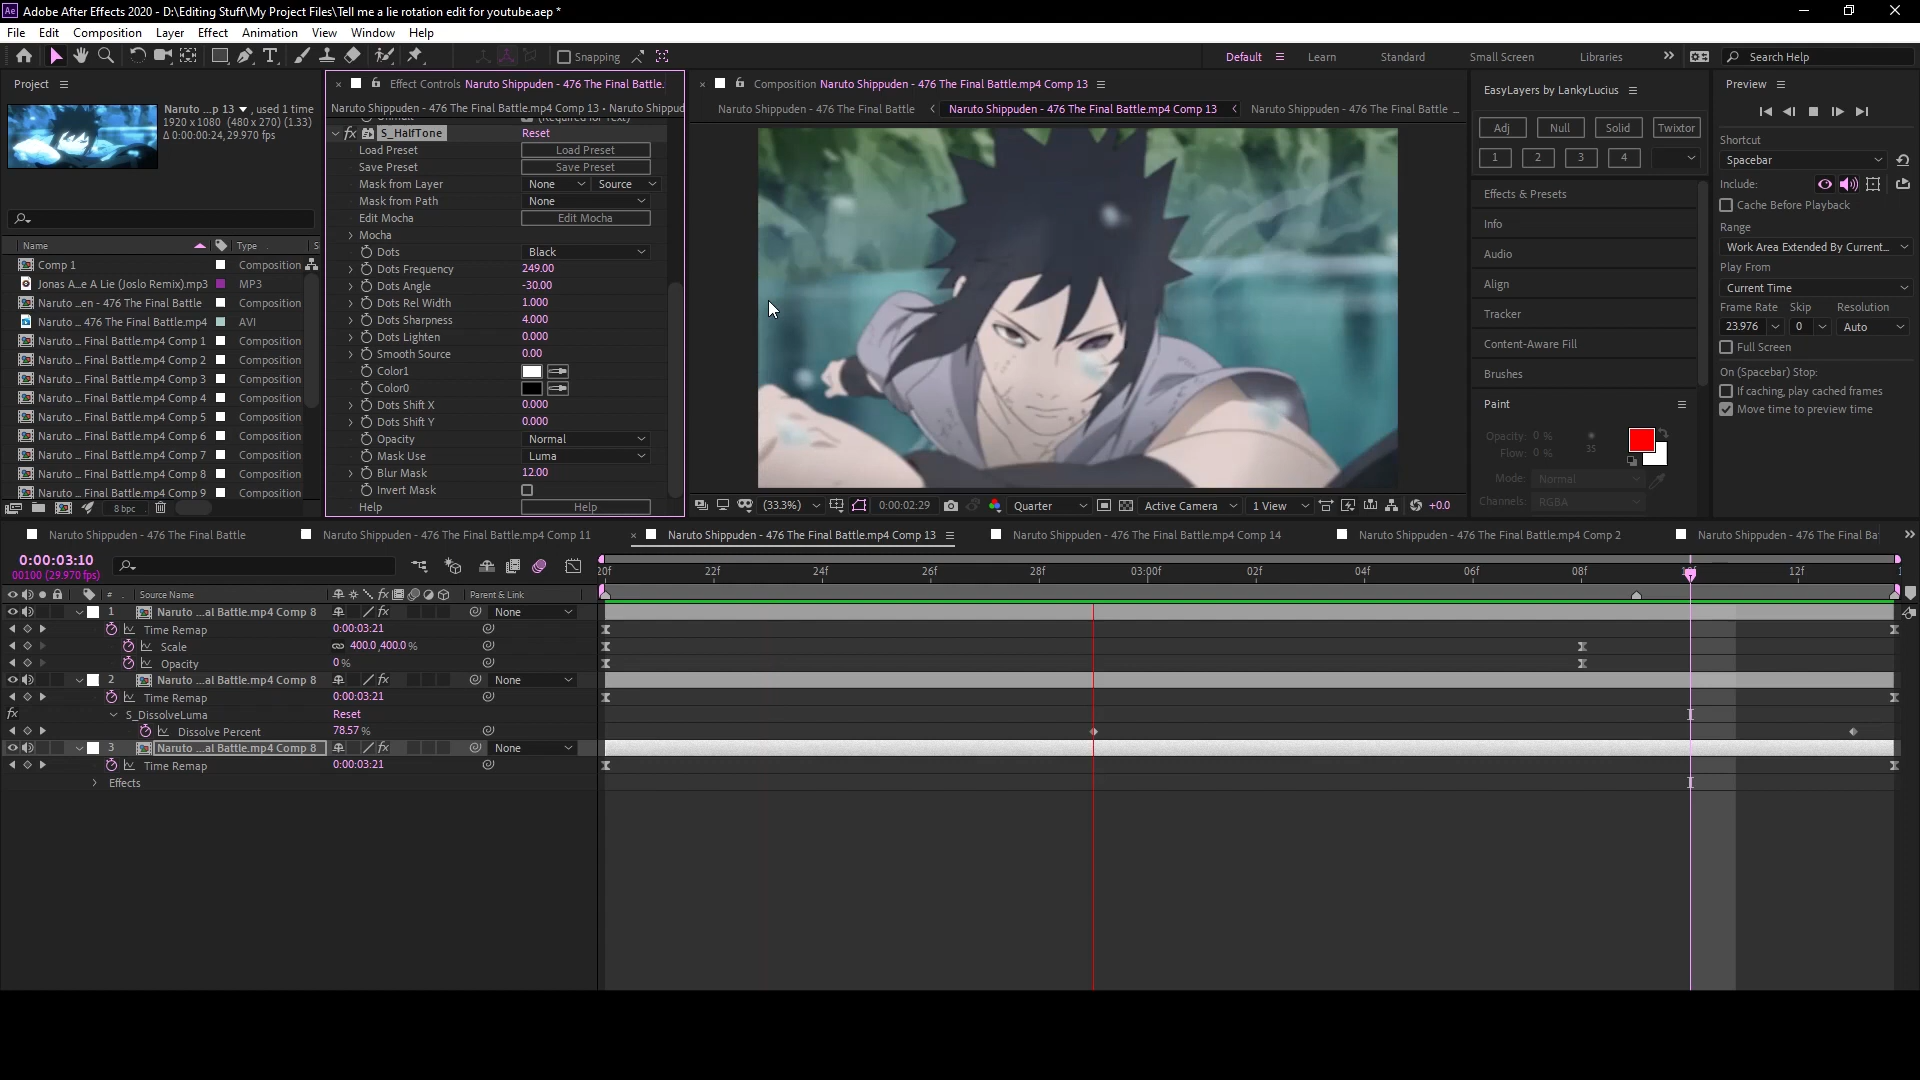 Adobe After Effects 2020 - D:\Editing Stuff\My Project Files\Tell me a lie rotation edit for youtube.aep *
File Edit Composition Layer Effect Animation View Window Help
Snapping
Default Learn Standard Small Screen Libraries Search Help
Project
Naruto ...p 13 , used 1 time
1920 x 1080 (480 x 270) (1.33)
Δ 0:00:00:24, 29.970 fps
Name Type
Comp 1 Composition
Jonas A...e A Lie (Joslo Remix).mp3 MP3
Naruto ...en - 476 The Final Battle Composition
Naruto ... 476 The Final Battle.mp4 AVI
Naruto ... Final Battle.mp4 Comp 1 Composition
Naruto ... Final Battle.mp4 Comp 2 Composition
Naruto ... Final Battle.mp4 Comp 3 Composition
Naruto ... Final Battle.mp4 Comp 4 Composition
Naruto ... Final Battle.mp4 Comp 5 Composition
Naruto ... Final Battle.mp4 Comp 6 Composition
Naruto ... Final Battle.mp4 Comp 7 Composition
Naruto ... Final Battle.mp4 Comp 8 Composition
Naruto ... Final Battle.mp4 Comp 9 Composition
8 bpc
Effect Controls Naruto Shippuden - 476 The Final Battle.
Naruto Shippuden - 476 The Final Battle.mp4 Comp 13 • Naruto Shippud
fx S_HalfTone Reset
Load Preset Load Preset
Save Preset Save Preset
Mask from Layer None Source
Mask from Path None
Edit Mocha Edit Mocha
Mocha
Dots Black
Dots Frequency 249.00
Dots Angle -30.00
Dots Rel Width 1.000
Dots Sharpness 4.000
Dots Lighten 0.000
Smooth Source 0.00
Color1
Color0
Dots Shift X 0.000
Dots Shift Y 0.000
Opacity Normal
Mask Use Luma
Blur Mask 12.00
Invert Mask
Help Help
Composition Naruto Shippuden - 476 The Final Battle.mp4 Comp 13
Naruto Shippuden - 476 The Final Battle Naruto Shippuden - 476 The Final Battle.mp4 Comp 13 Naruto Shippuden - 476 The Final Battle ...
(33.3%) 0:00:02:29 Quarter Active Camera 1 View +0.0
EasyLayers by LankyLucius
Adj Null Solid Twixtor
1 2 3 4
Effects & Presets
Info
Audio
Align
Tracker
Content-Aware Fill
Brushes
Paint
Opacity: 0 %
Flow: 0 % 35
Mode: Normal
Channels: RGBA
Preview
Shortcut
Spacebar
Include:
Cache Before Playback
Range
Work Area Extended By Current...
Play From
Current Time
Frame Rate Skip Resolution
23.976 0 Auto
Full Screen
On (Spacebar) Stop:
If caching, play cached frames
Move time to preview time
Naruto Shippuden - 476 The Final Battle Naruto Shippuden - 476 The Final Battle.mp4 Comp 11 Naruto Shippuden - 476 The Final Battle.mp4 Comp 13 Naruto Shippuden - 476 The Final Battle.mp4 Comp 14 Naruto Shippuden - 476 The Final Battle.mp4 Comp 2 Naruto Shippuden - 476 The Final Ba
0:00:03:10
00100 (29.970 fps)
22f 24f 26f 28f 03:00f 02f 04f 06f 08f 12f
# Source Name Parent & Link
1 Naruto ...al Battle.mp4 Comp 8 None
Time Remap 0:00:03:21
Scale 400.0,400.0 %
Opacity 0 %
2 Naruto ...al Battle.mp4 Comp 8 None
Time Remap 0:00:03:21
fx S_DissolveLuma Reset
Dissolve Percent 78.57 %
3 Naruto ...al Battle.mp4 Comp 8 None
Time Remap 0:00:03:21
Effects